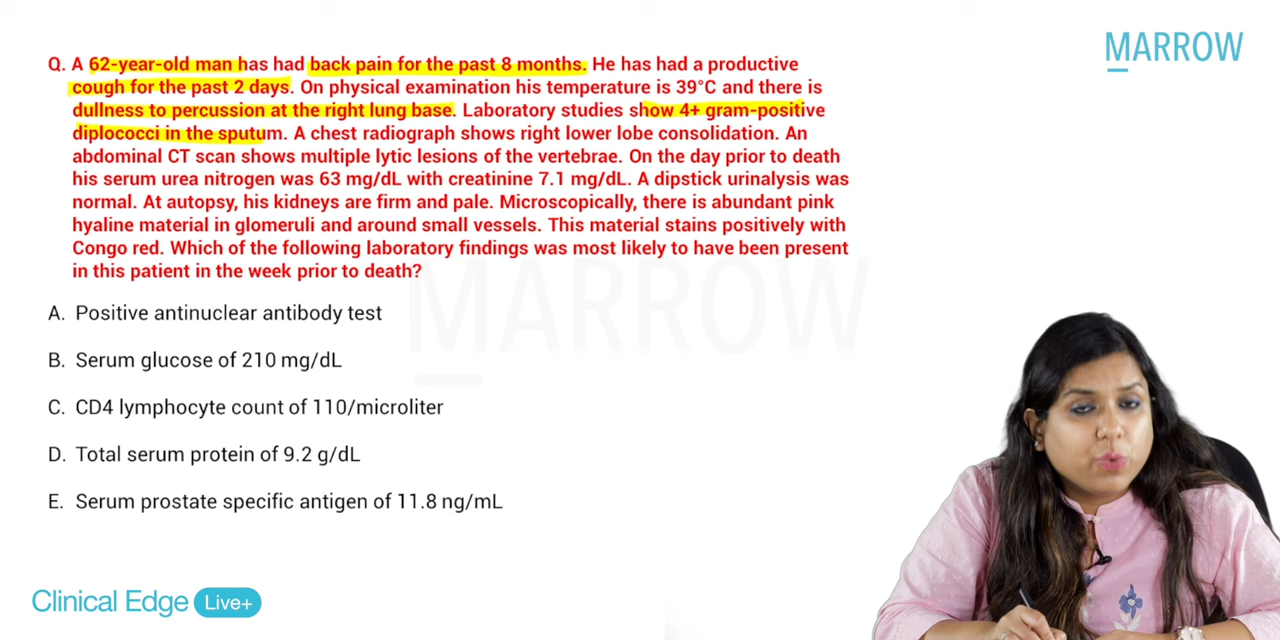 MARROW
Q. A 62-year-old man has had back pain for the past 8 months. He has had a productive
cough for the past 2 days. On physical examination his temperature is 39°C and there is
dullness to percussion at the right lung base. Laboratory studies show 4+ gram-positive
diplococci in the sputum. A chest radiograph shows right lower lobe consolidation. An
abdominal CT scan shows multiple lytic lesions of the vertebrae. On the day prior to death
his serum urea nitrogen was 63 mg/dL with creatinine 7.1 mg/dL. A dipstick urinalysis was
normal. At autopsy, his kidneys are firm and pale. Microscopically, there is abundant pink
hyaline material in glomeruli and around small vessels. This material stains positively with
Congo red. Which of the following laboratory findings was most likely to have been present
in this patient in the week prior to death?
MARROW
A. Positive antinuclear antibody test
B. Serum glucose of 210 mg/dL
C. CD4 lymphocyte count of 110/microliter
D. Total serum protein of 9.2 g/dL
E. Serum prostate specific antigen of 11.8 ng/mL
Clinical Edge Live+